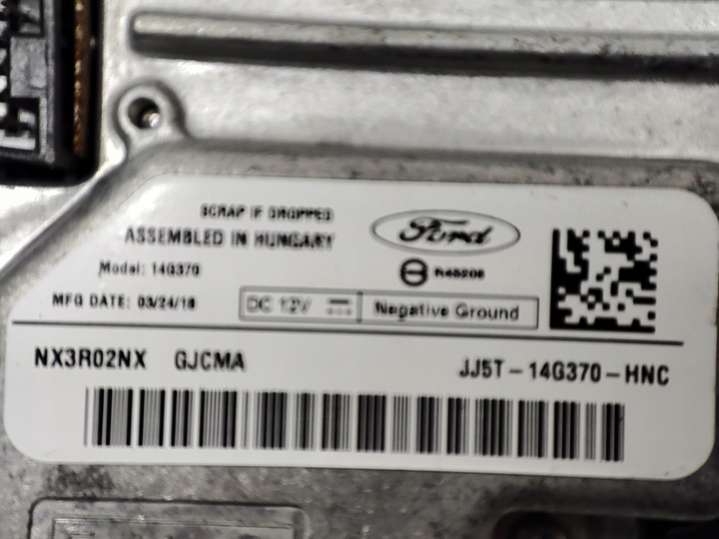 SCRAP IF DROPPED
ASSEMBLED IN HUNGARY
Ford
Model: 14G370
MFG DATE: 03/24/18
DC 12V
Negative Ground
NX3R02NX GJCMA
JJ5T-14G370-HNC